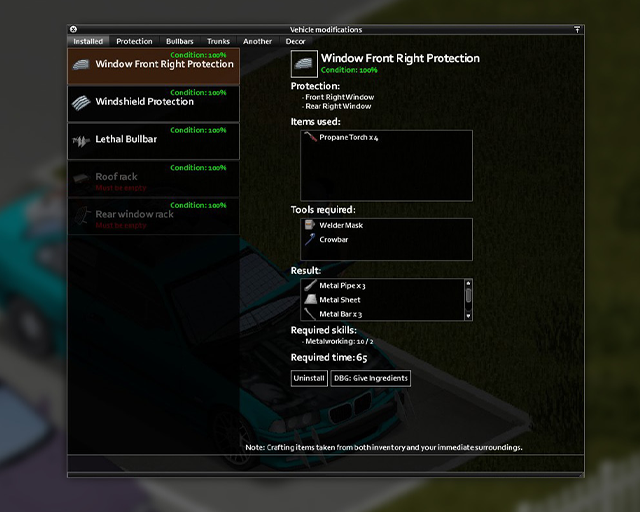 Vehicle modifications
Installed Protection Bullbars Trunks Another Decor
Condition: 100%
Window Front Right Protection
Condition: 100%
Windshield Protection
Condition: 100%
Lethal Bullbar
Condition: 100%
Roof rack
Must be empty
Condition: 100%
Rear window rack
Must be empty
Window Front Right Protection
Condition: 100%
Protection:
- Front Right Window
- Rear Right Window
Items used:
Propane Torch x 4
Tools required:
Welder Mask
Crowbar
Result:
Metal Pipe x 3
Metal Sheet
Metal Bar x 3
Required skills:
- Metalworking: 10 / 2
Required time: 65
Uninstall DBG: Give Ingredients
Note: Crafting items taken from both inventory and your immediate surroundings.